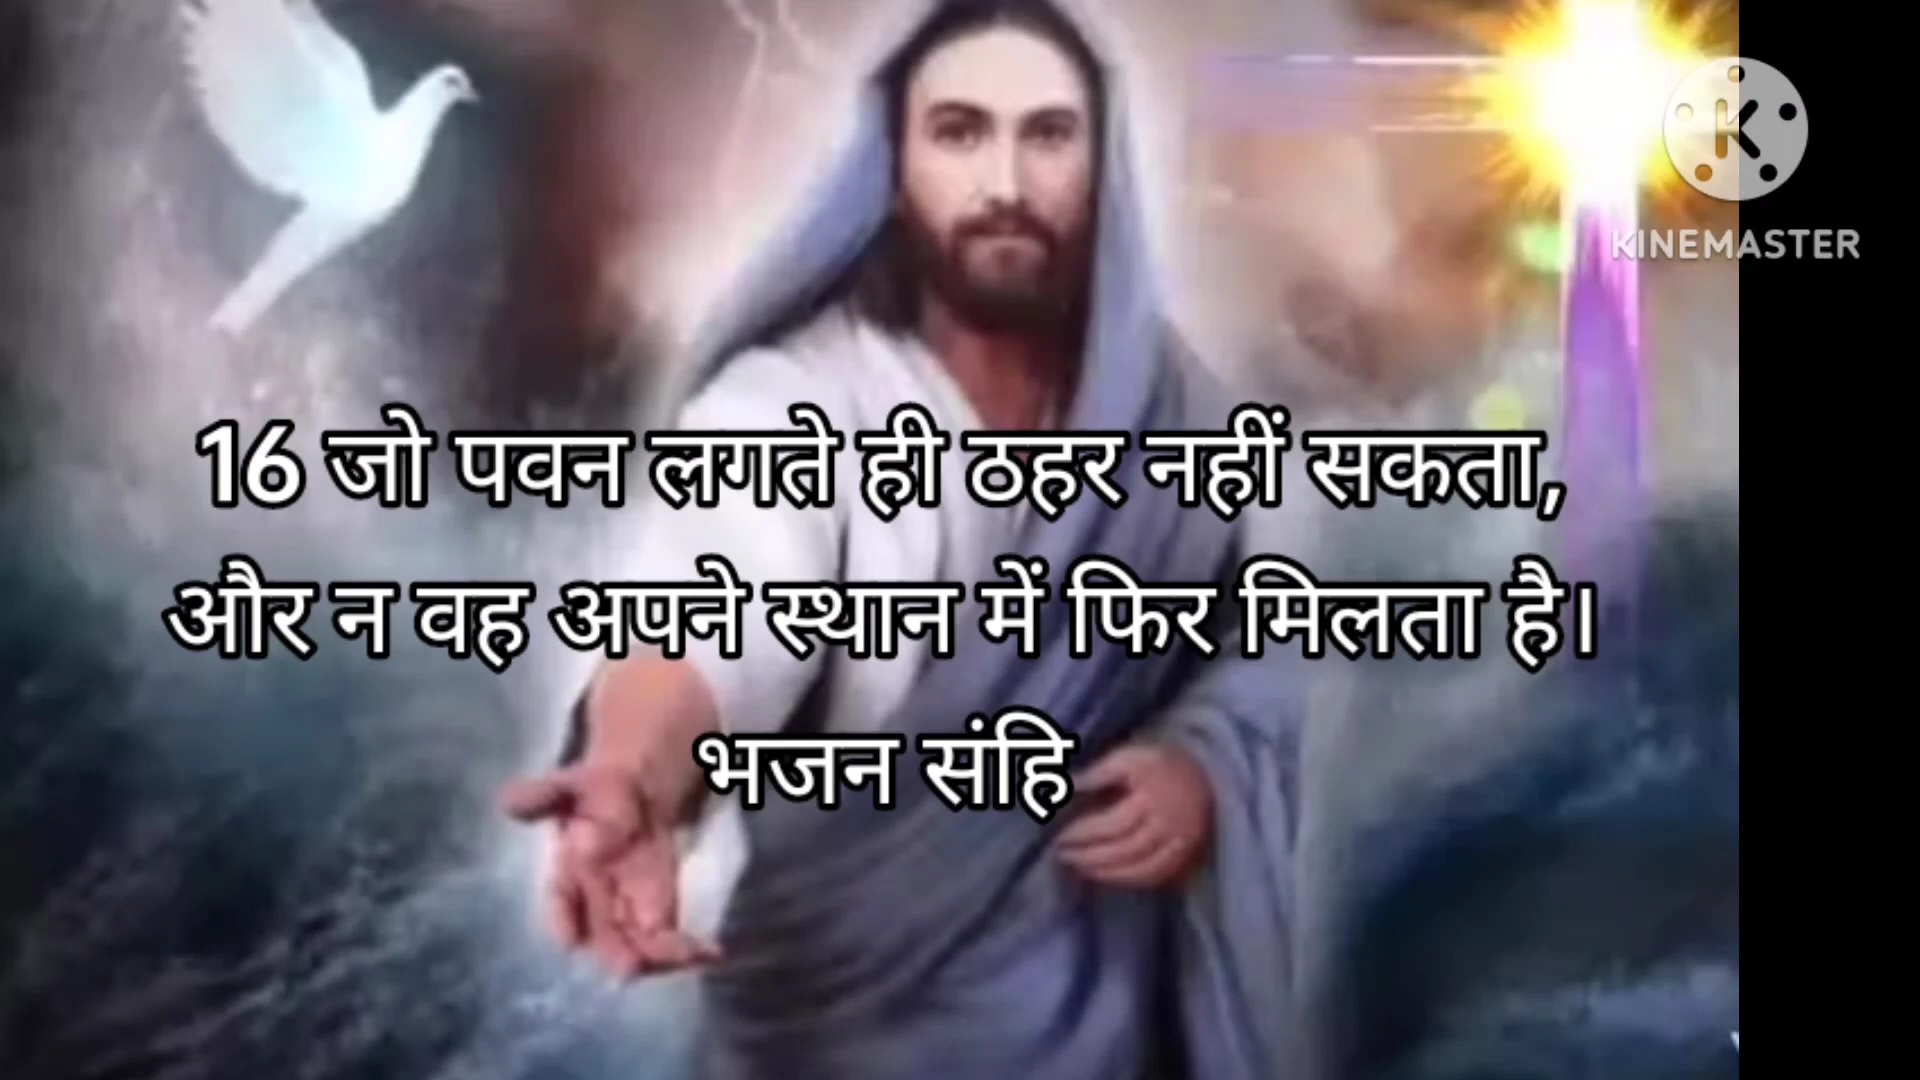 KINEMASTER
16 जो पवन लगते ही ठहर नहीं सकता,
और न वह अपने स्थान में फिर मिलता है।
भजन संहि